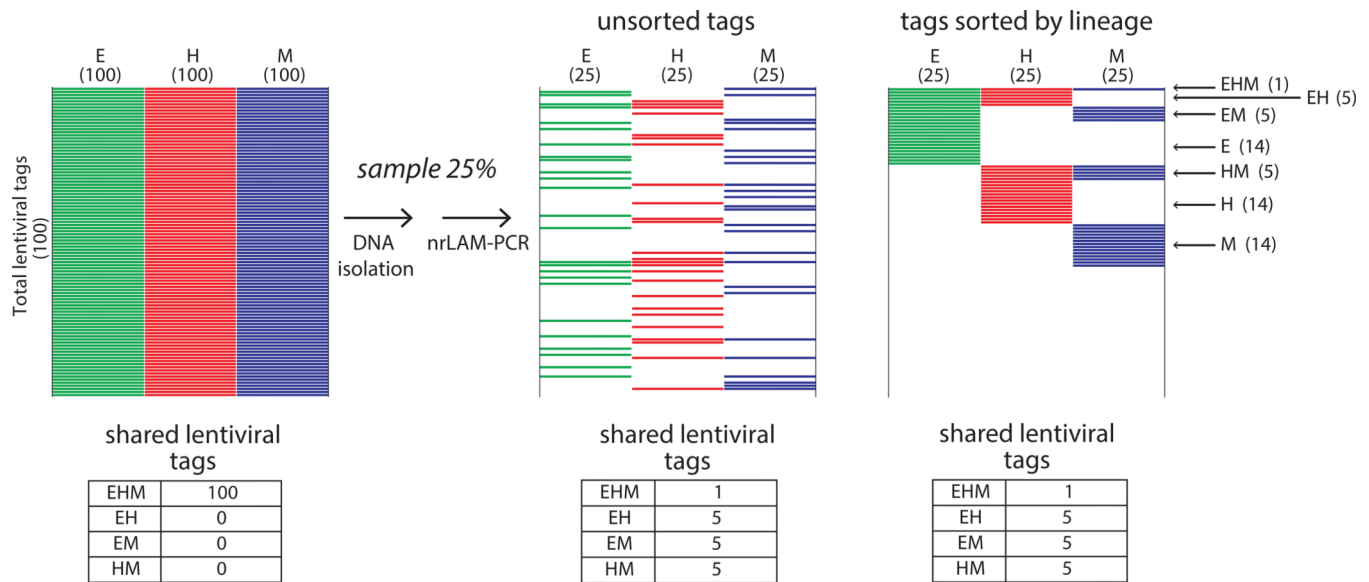 unsorted tags
tags sorted by lineage
E H M
(100) (100) (100)
E H M
(25) (25) (25)
E H M
(25) (25) (25)
Total lentiviral tags
(100)
sample 25%
DNA
isolation
nrLAM-PCR
EHM (1)
EH (5)
EM (5)
E (14)
HM (5)
H (14)
M (14)
shared lentiviral
tags
EHM 100
EH 0
EM 0
HM 0
shared lentiviral
tags
EHM 1
EH 5
EM 5
HM 5
shared lentiviral
tags
EHM 1
EH 5
EM 5
HM 5